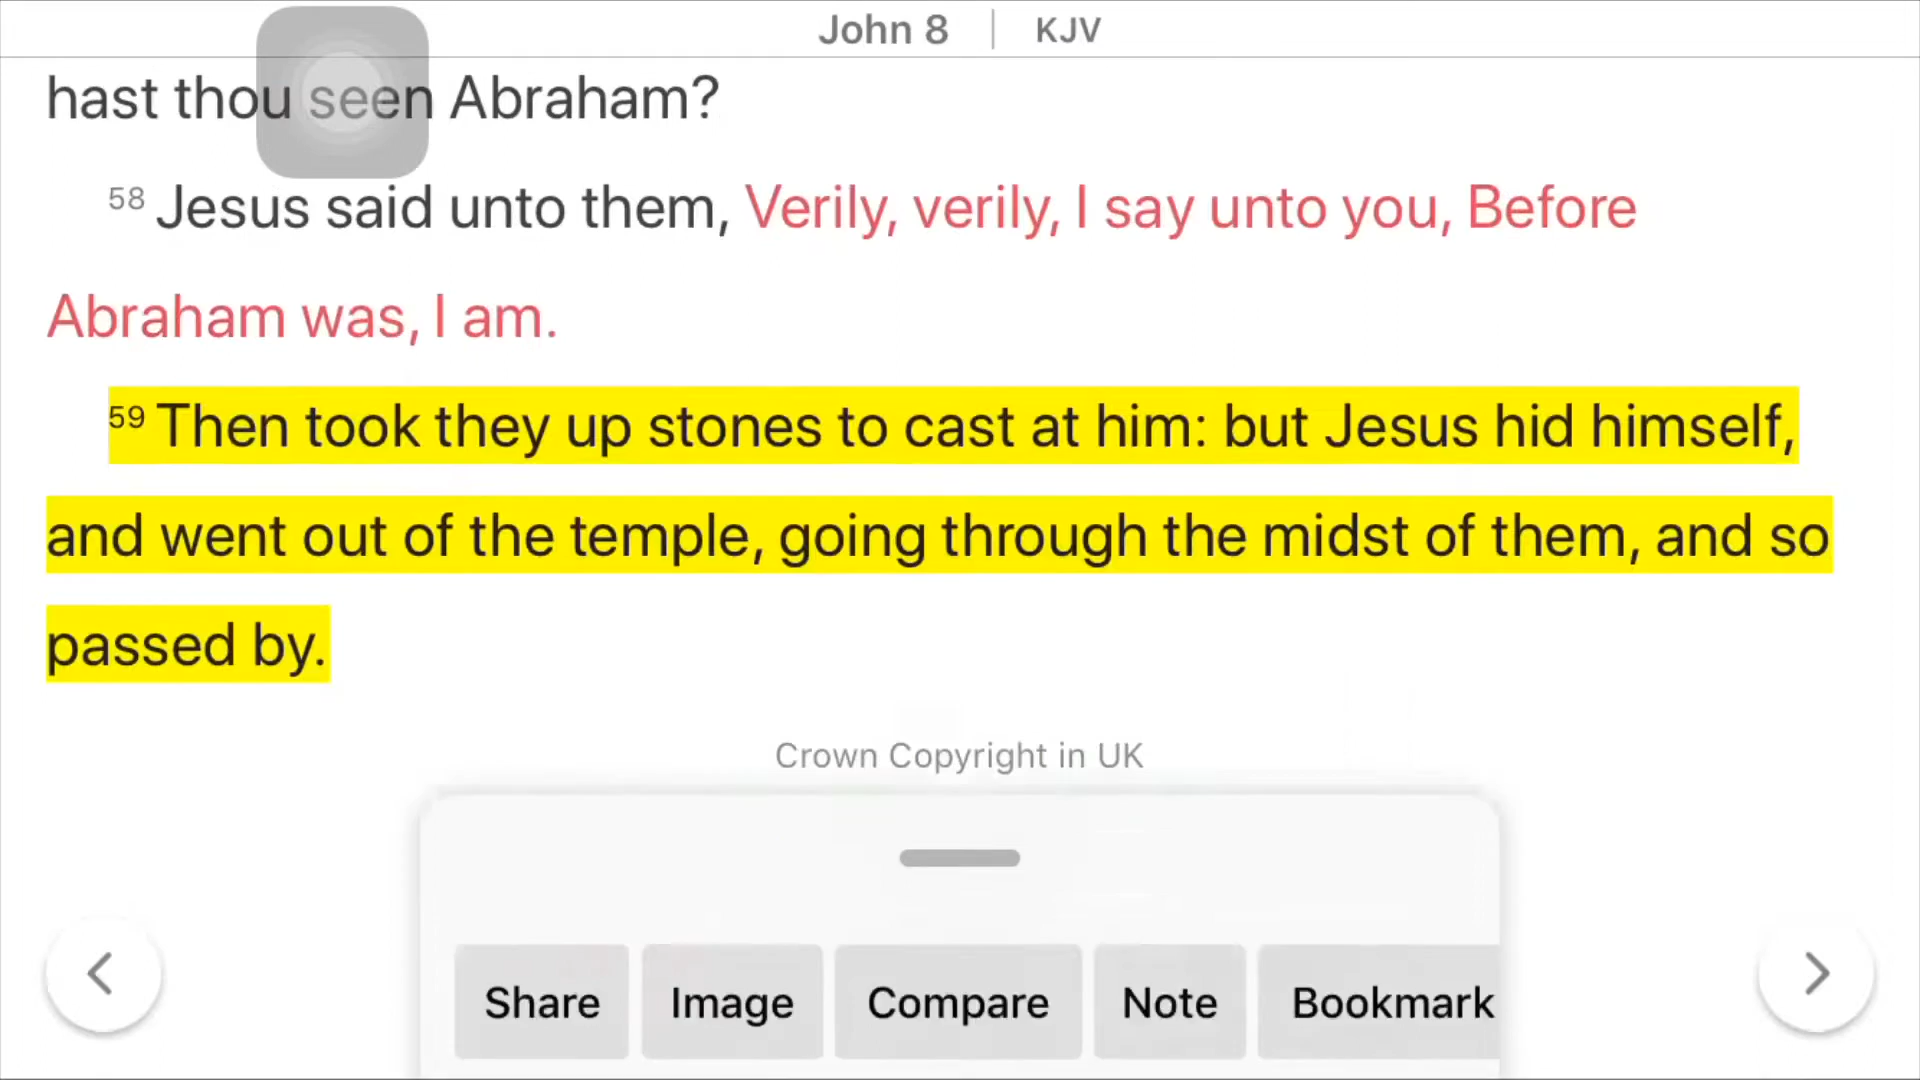 John 8 | KJV
hast thou seen Abraham?
58 Jesus said unto them, Verily, verily, I say unto you, Before
Abraham was, I am.
59 Then took they up stones to cast at him: but Jesus hid himself,
and went out of the temple, going through the midst of them, and so
passed by.
Crown Copyright in UK
Share Image Compare Note Bookmark